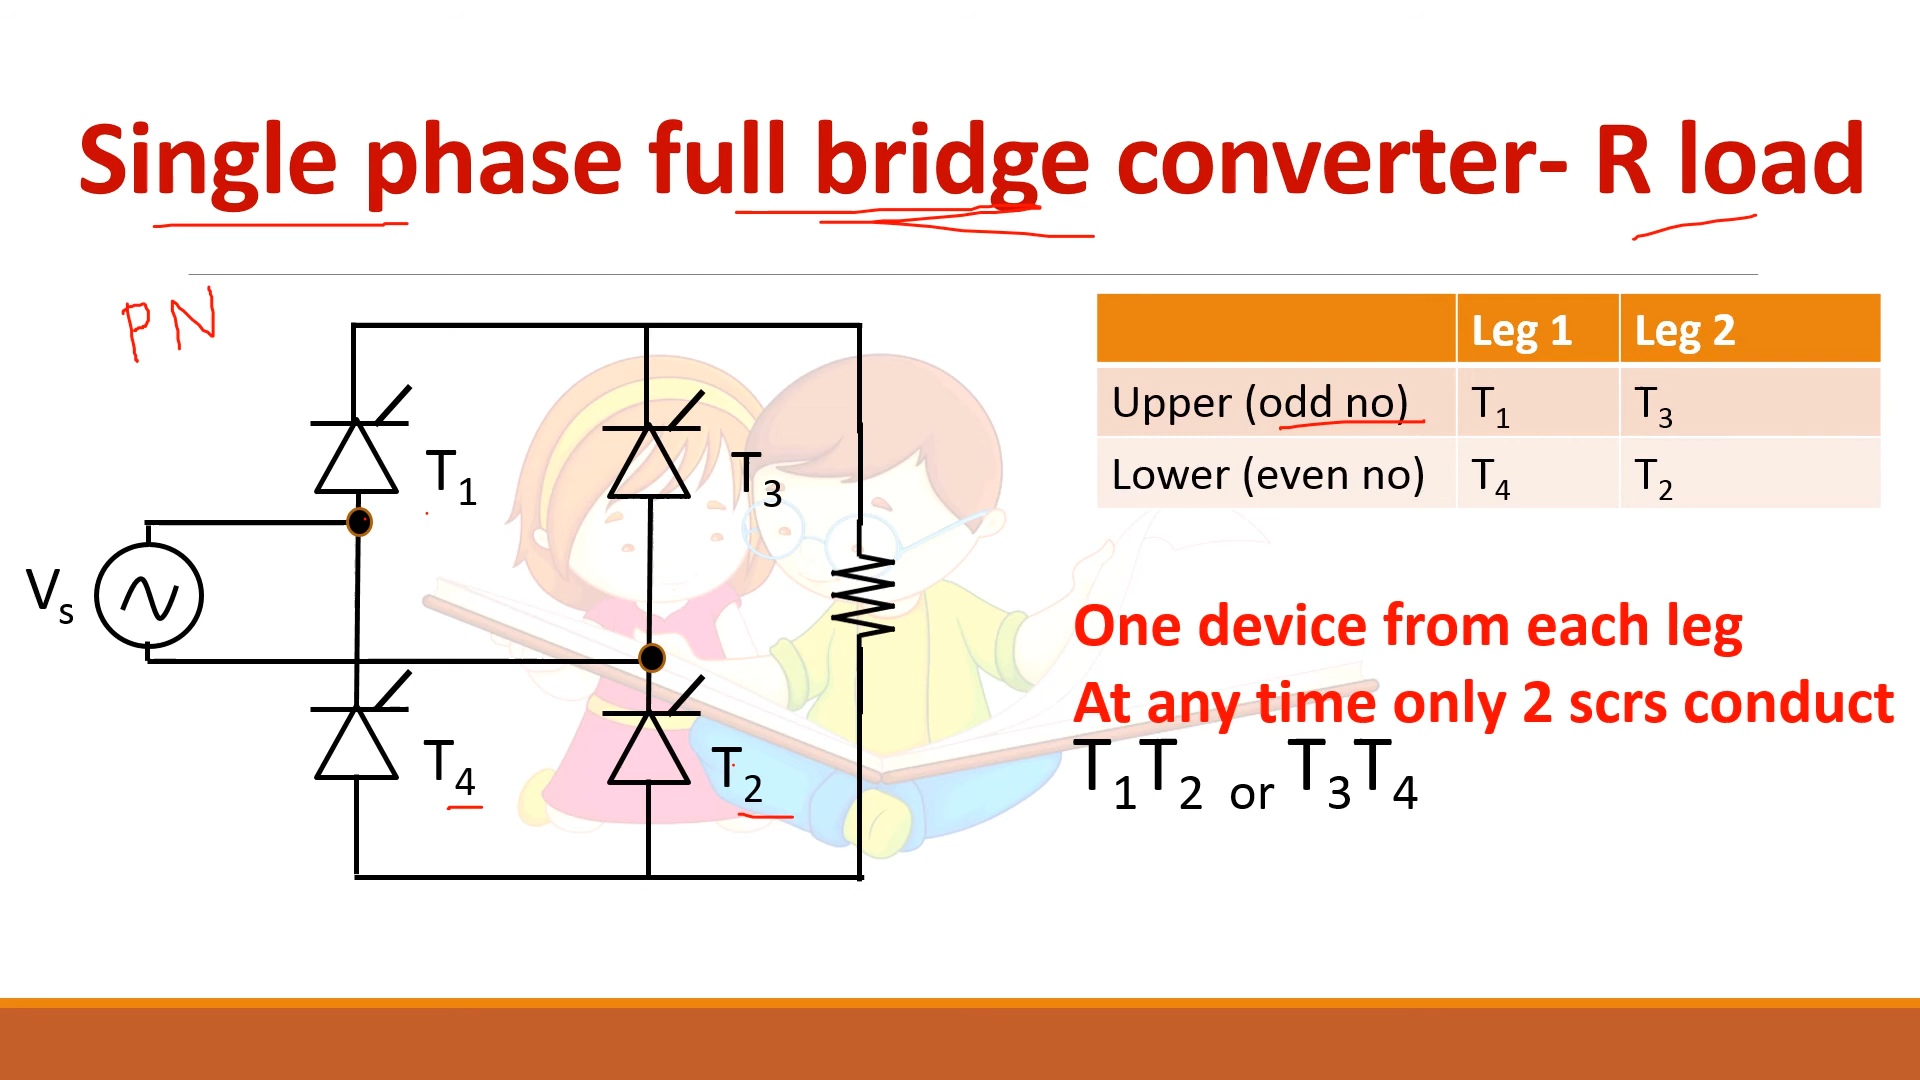 Single phase full bridge converter- R load
PN
T1
T3
Vs
T4
T2
Leg 1 Leg 2
Upper (odd no) T1 T3
Lower (even no) T4 T2
One device from each leg
At any time only 2 scrs conduct
T1T2 or T3T4